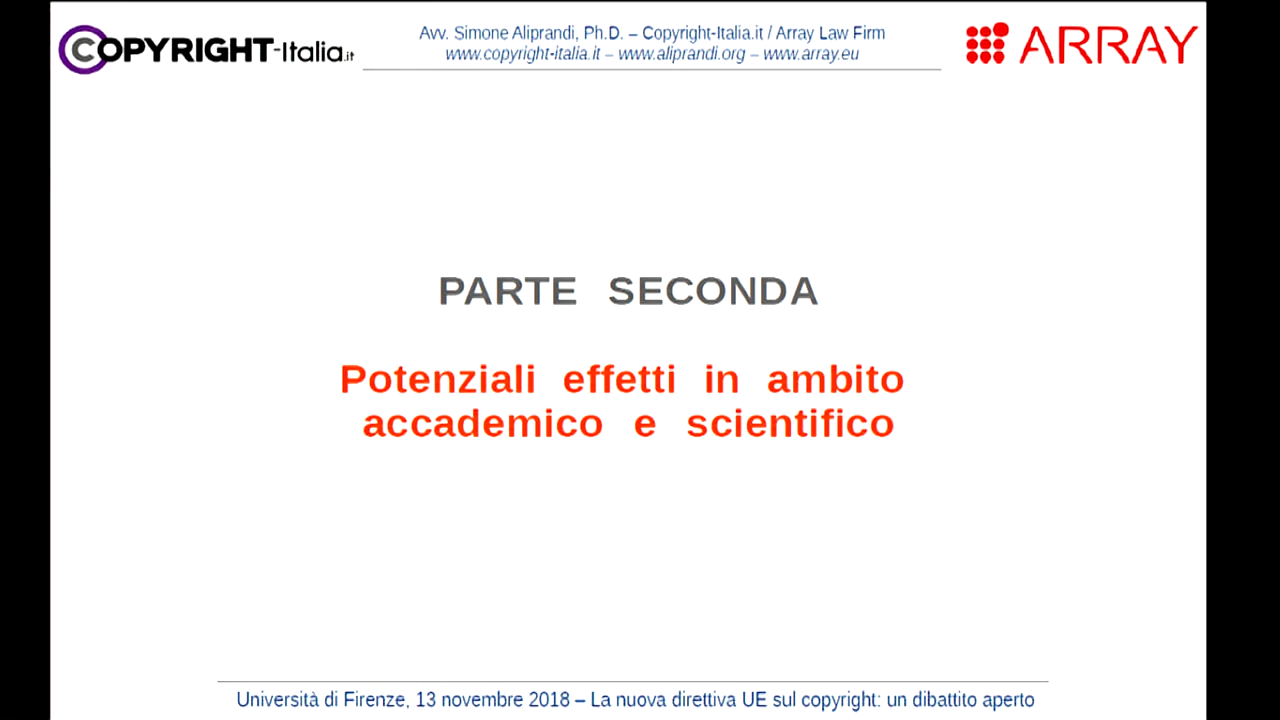 COPYRIGHT-Italia.it
Avv. Simone Aliprandi, Ph.D. – Copyright-Italia.it / Array Law Firm
www.copyright-italia.it – www.aliprandi.org – www.array.eu
ARRAY
PARTE SECONDA
Potenziali effetti in ambito
accademico e scientifico
Università di Firenze, 13 novembre 2018 – La nuova direttiva UE sul copyright: un dibattito aperto